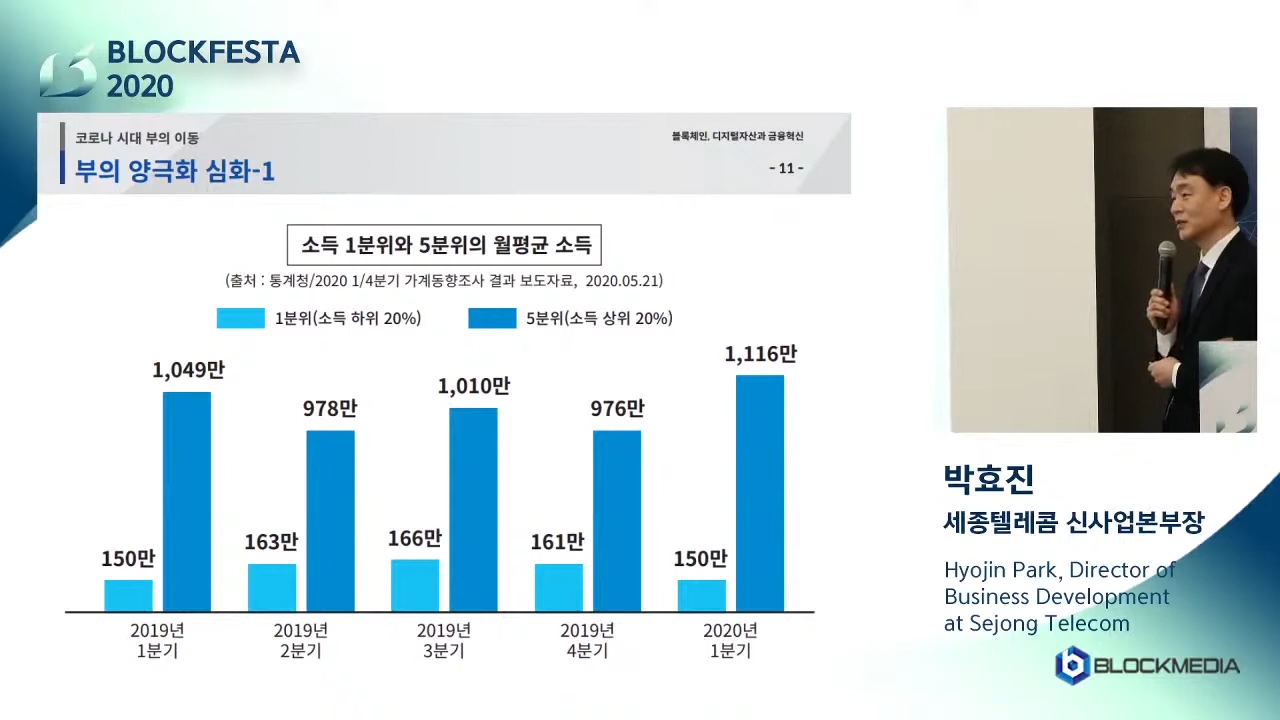 BLOCKFESTA
2020
코로나 시대 부의 이동
블록체인, 디지털자산과 금융혁신
부의 양극화 심화-1
- 11 -
소득 1분위와 5분위의 월평균 소득
(출처 : 통계청/2020 1/4분기 가계동향조사 결과 보도자료, 2020.05.21)
1분위(소득 하위 20%)
5분위(소득 상위 20%)
150만
1,049만
163만
978만
166만
1,010만
161만
976만
150만
1,116만
2019년
1분기
2019년
2분기
2019년
3분기
2019년
4분기
2020년
1분기
박효진
세종텔레콤 신사업본부장
Hyojin Park, Director of
Business Development
at Sejong Telecom
BLOCKMEDIA